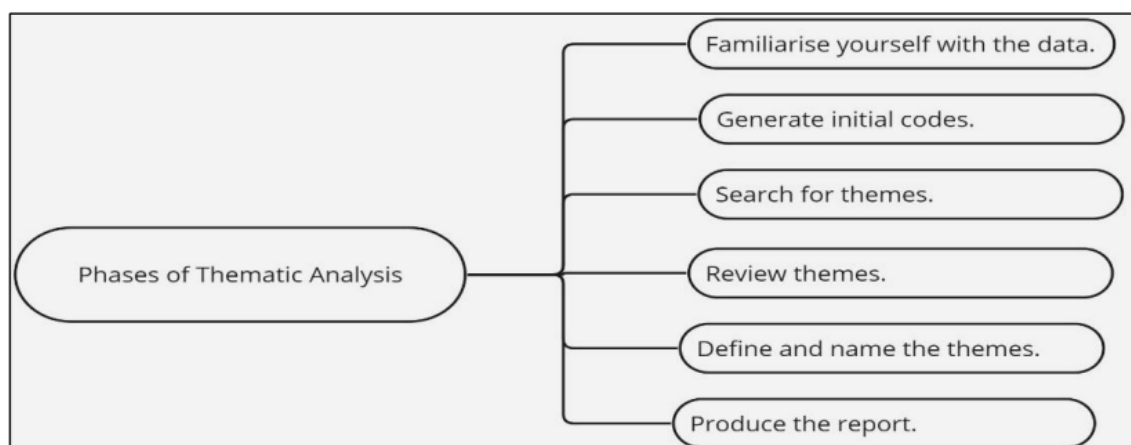 Familiarise yourself with the data.
Generate initial codes.
Search for themes.
Phases of Thematic Analysis
Review themes.
Define and name the themes.
Produce the report.